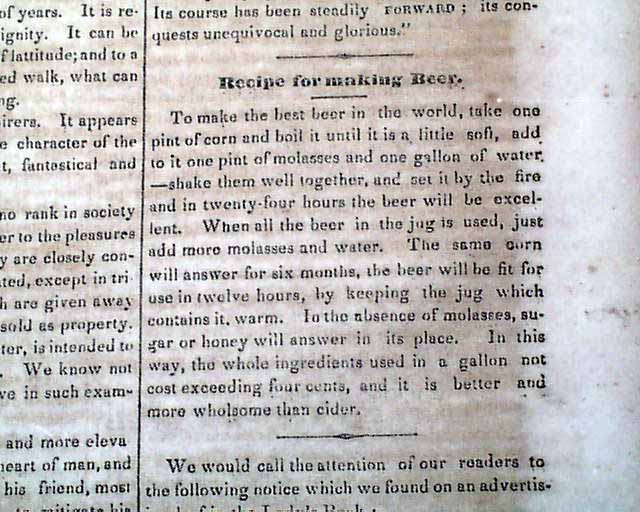 of years. It is re-
ignity. It can be
f lattitude; and to a
ed walk, what can
ng.
irers. It appears
e character of the
t, fantastical and
no rank in society
er to the pleasures
y are closely con-
ted, except in tri-
h are given away
sold as property.
ter, is intended to
. We know not
ve in such exam-
and more eleva
heart of man, and
his friend, most
to mitigate his
Its course has been steadily FORWARD; its con-
quests unequivocal and glorious."
Recipe for making Beer.
To make the best beer in the world, take one
pint of corn and boil it until it is a little soft, add
to it one pint of molasses and one gallon of water,
—shake them well together, and set it by the fire
and in twenty-four hours the beer will be excel-
lent. When all the beer in the jug is used, just
add more molasses and water. The same corn
will answer for six months, the beer will be fit for
use in twelve hours, by keeping the jug which
contains it, warm. In the absence of molasses, su-
gar or honey will answer in its place. In this
way, the whole ingredients used in a gallon not
cost exceeding four cents, and it is better and
more wholsome than cider.
We would call the attention of our readers to
the following notice which we found on an advertis-
in the Lady's Book: